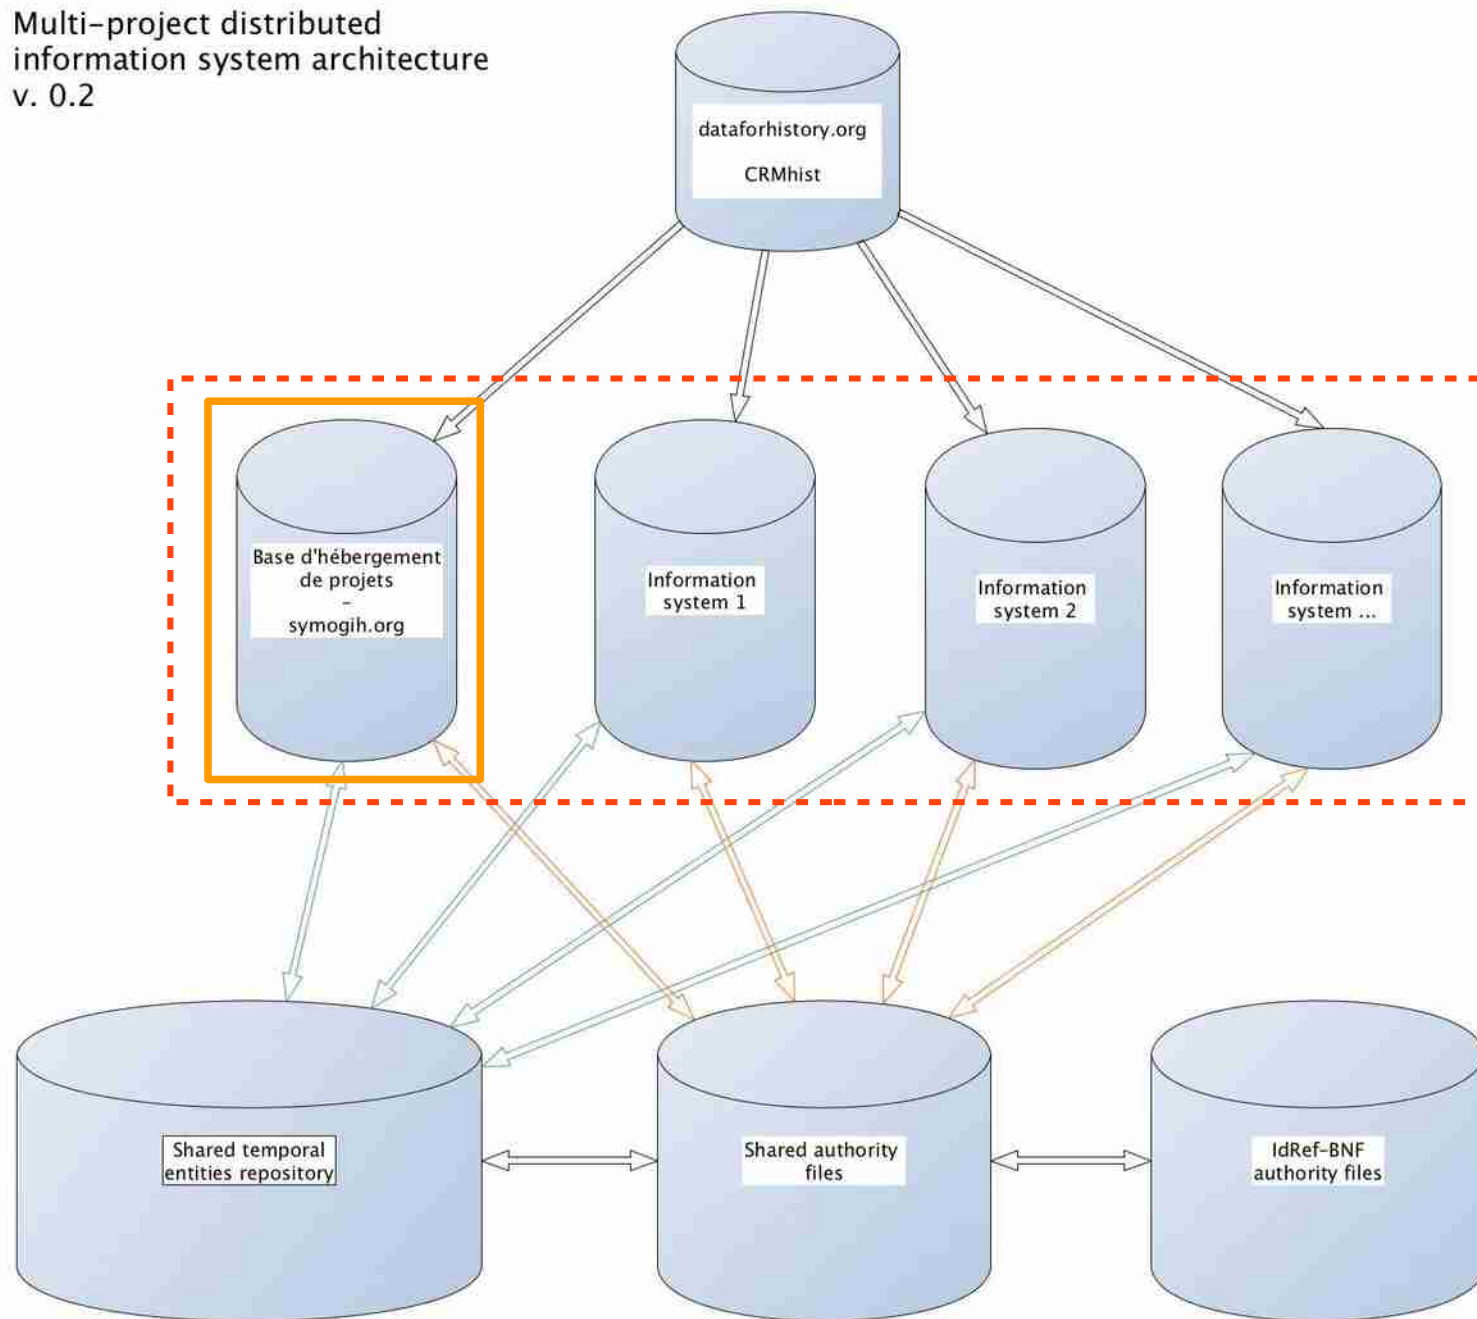 Multi-project distributed
information system architecture
v. 0.2
dataforhistory.org
CRMhist
Base d'hébergement
de projets
-
symogih.org
Information
system 1
Information
system 2
Information
system ...
Shared temporal
entities repository
Shared authority
files
IdRef-BNF
authority files